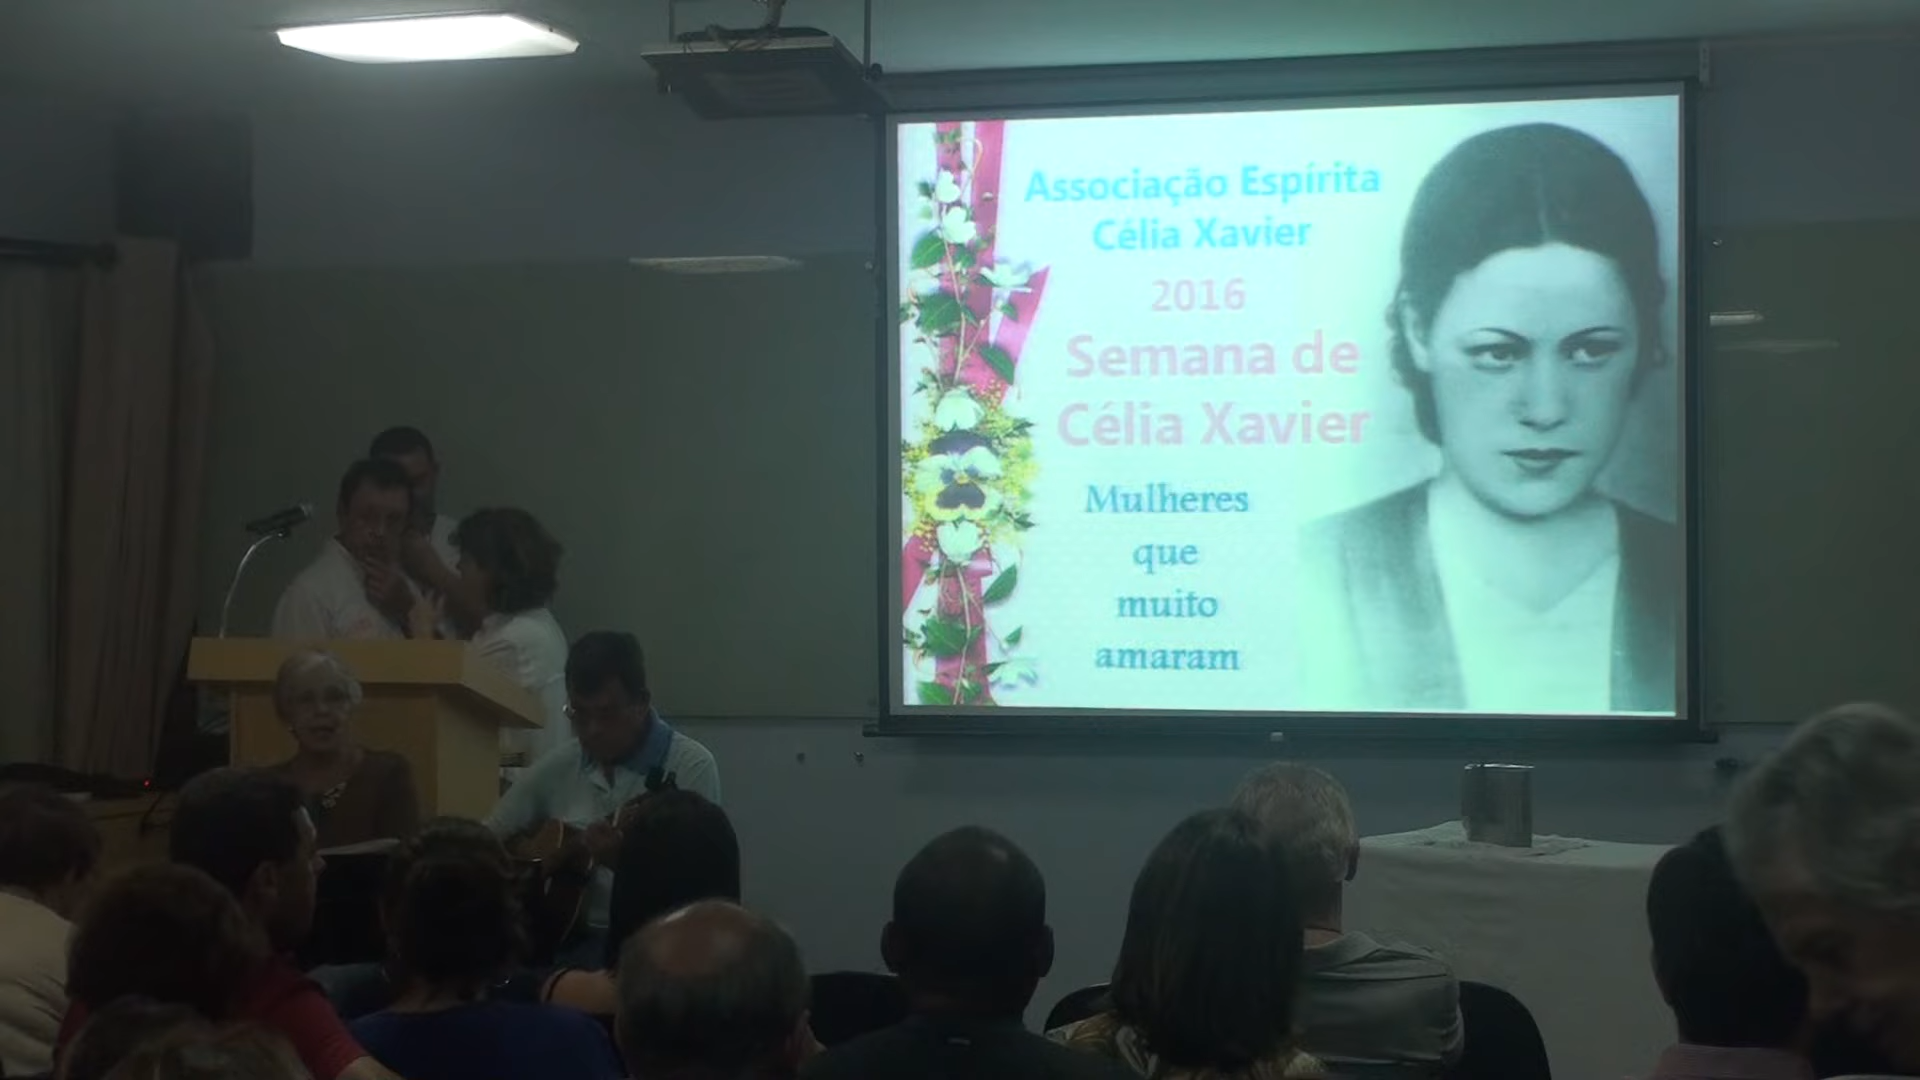 Associação Espírita
Célia Xavier
2016
Semana de
Célia Xavier
Mulheres
que
muito
amaram